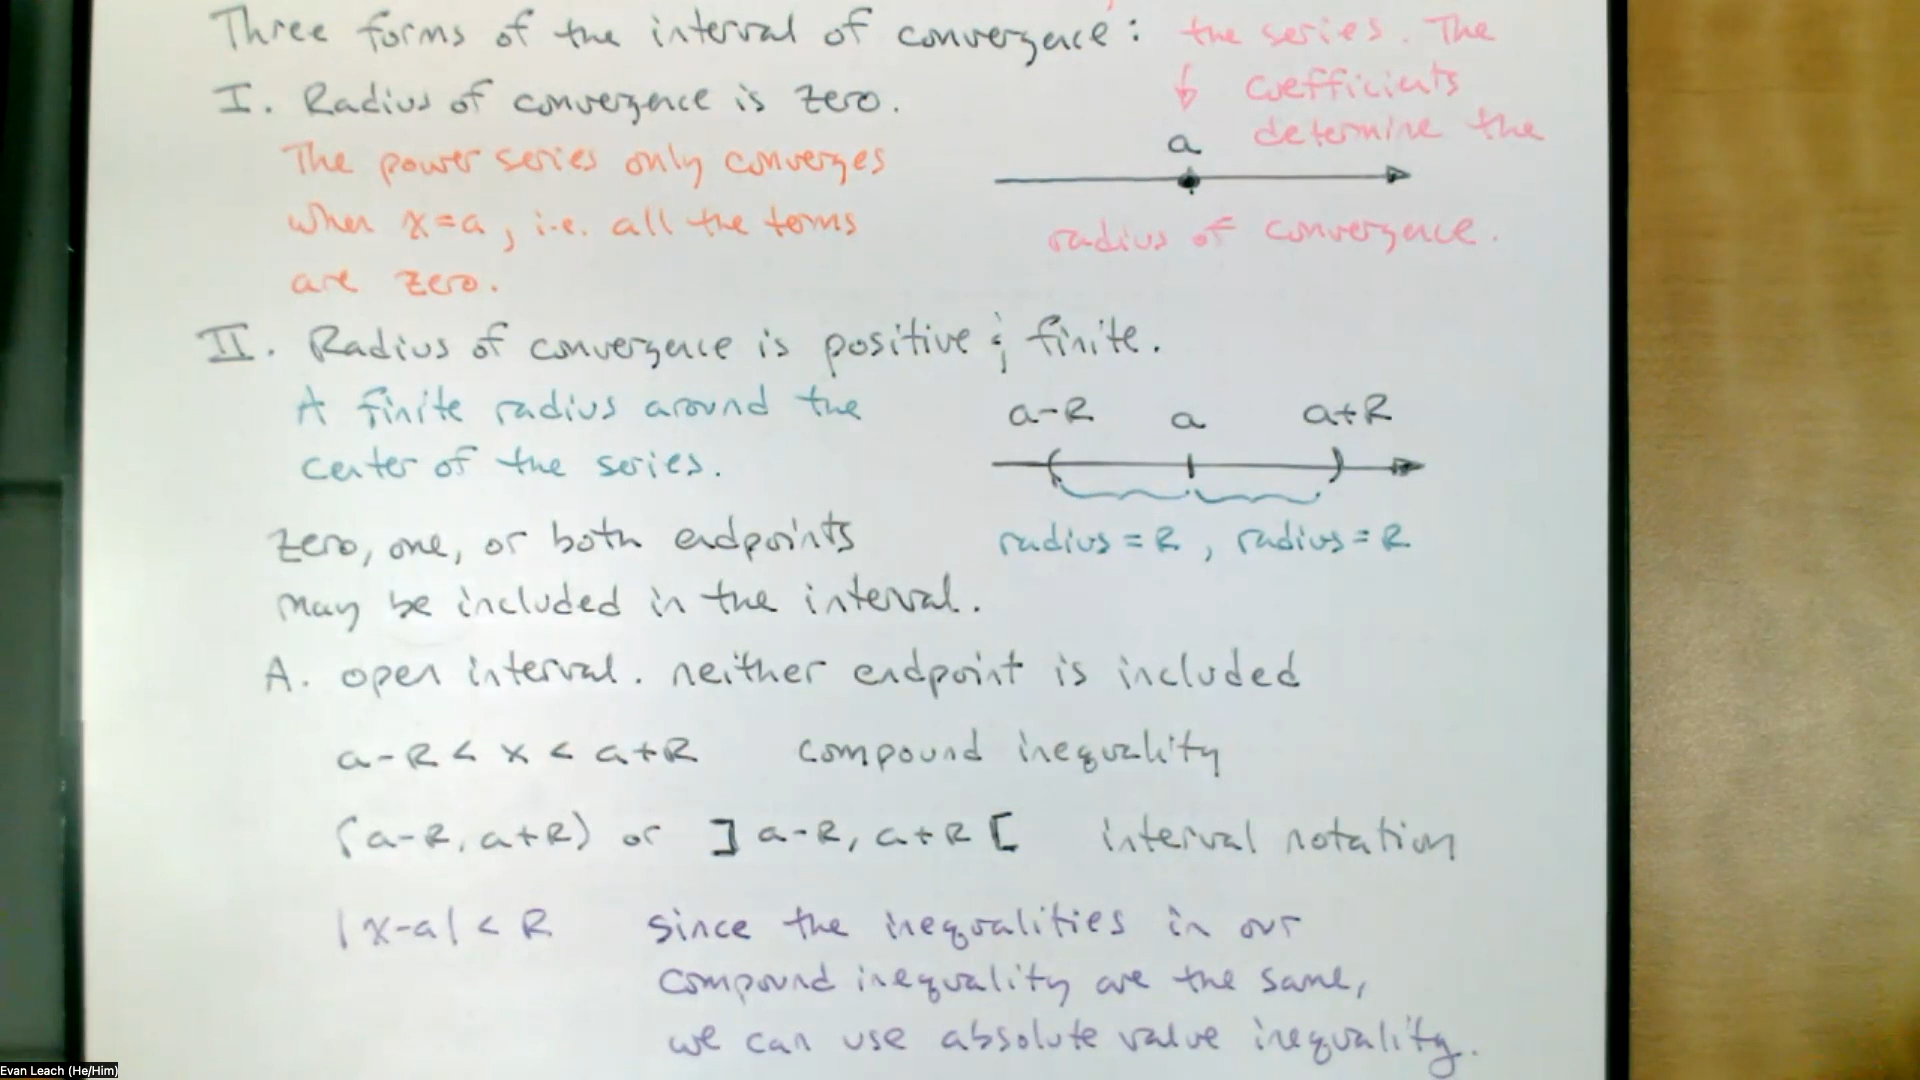 Three forms of the interval of convergence: the series. The
I. Radius of convergence is zero. coefficients
a determine the
The power series only converges
when x=a, i.e. all the terms radius of convergence.
are zero.
II. Radius of convergence is positive & finite.
A finite radius around the a-R a a+R
center of the series.
zero, one, or both endpoints radius = R, radius = R
may be included in the interval.
A. open interval. neither endpoint is included
a-R < x < a+R compound inequality
(a-R, a+R) or ]a-R, a+R[ interval notation
|x-a| < R since the inequalities in our
compound inequality are the same,
we can use absolute value inequality.
Evan Leach (He/Him)